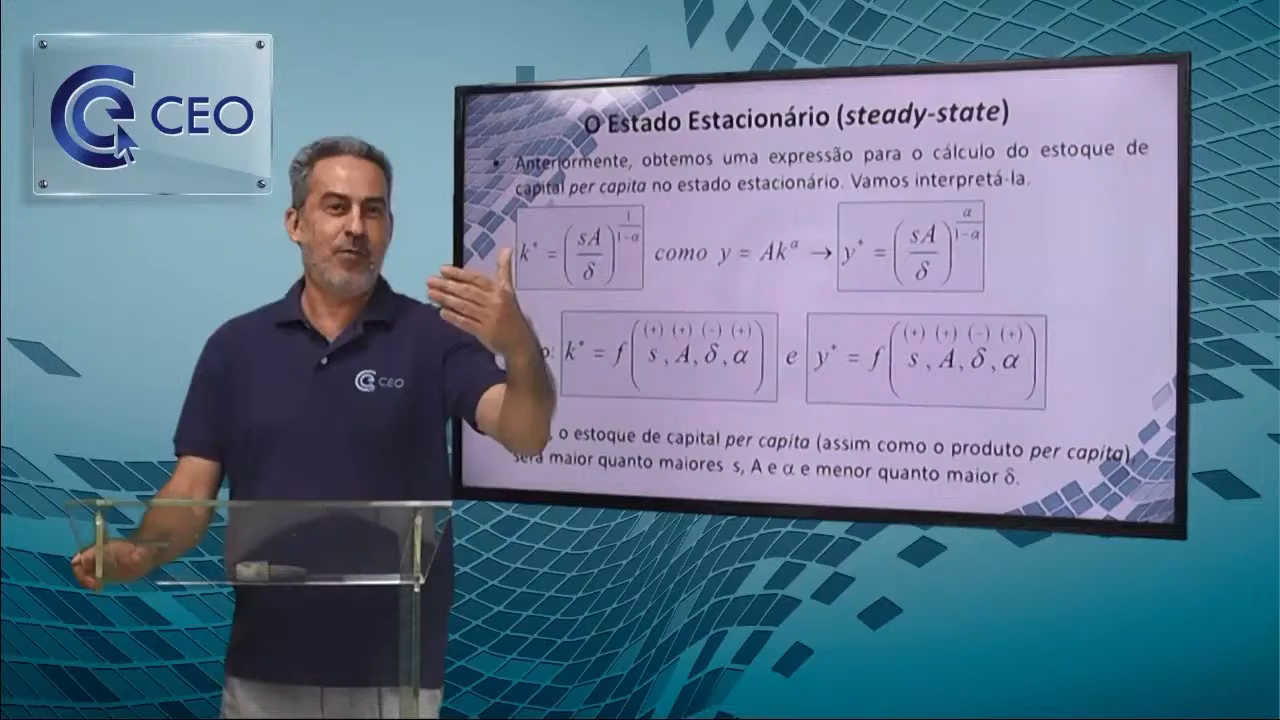 CEO
CEO
O Estado Estacionário (steady-state)
• Anteriormente, obtemos uma expressão para o cálculo do estoque de
capital per capita no estado estacionário. Vamos interpretá-la.
k* = (sA/δ)^(1/(1-α)) como y = Ak^α → y* = (sA/δ)^(α/(1-α))
k* = f((+) s, (+) A, (-) δ, (+) α) e y* = f((+) s, (+) A, (-) δ, (+) α)
, o estoque de capital per capita (assim como o produto per capita)
será maior quanto maiores s, A e α e menor quanto maior δ.